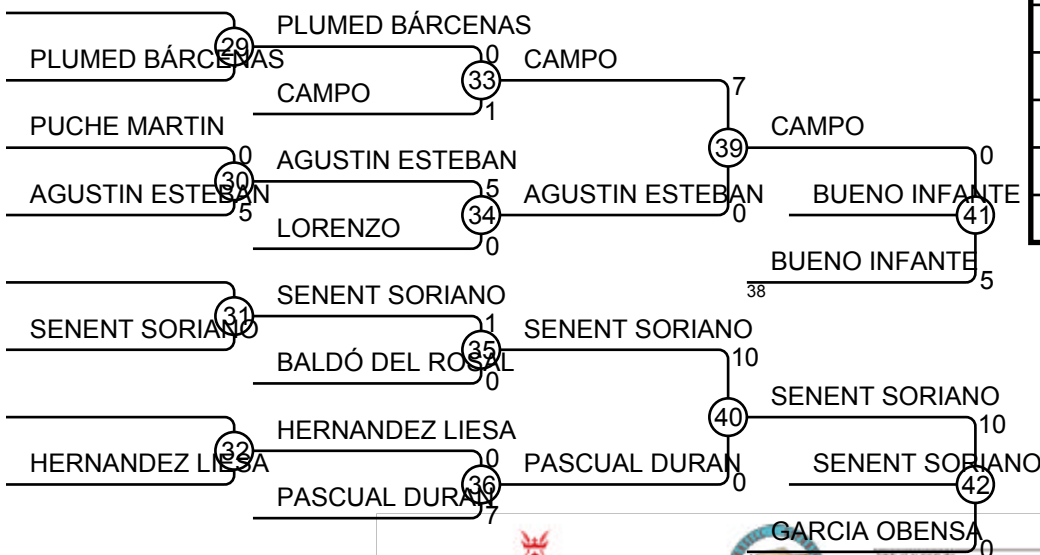 PLUMED BÁRCENAS
29
PLUMED BÁRCENAS
0
33
CAMPO
CAMPO
1
7
PUCHE MARTIN
0
30
AGUSTIN ESTEBAN
5
AGUSTIN ESTEBAN
5
34
LORENZO
0
AGUSTIN ESTEBAN
0
39
CAMPO
0
BUENO INFANTE
41
BUENO INFANTE
38
5
31
SENENT SORIANO
SENENT SORIANO
1
35
BALDÓ DEL ROSAL
0
SENENT SORIANO
10
32
HERNANDEZ LIESA
HERNANDEZ LIESA
0
36
PASCUAL DURAN
7
PASCUAL DURAN
0
40
SENENT SORIANO
10
SENENT SORIANO
42
GARCIA OBENSA
0